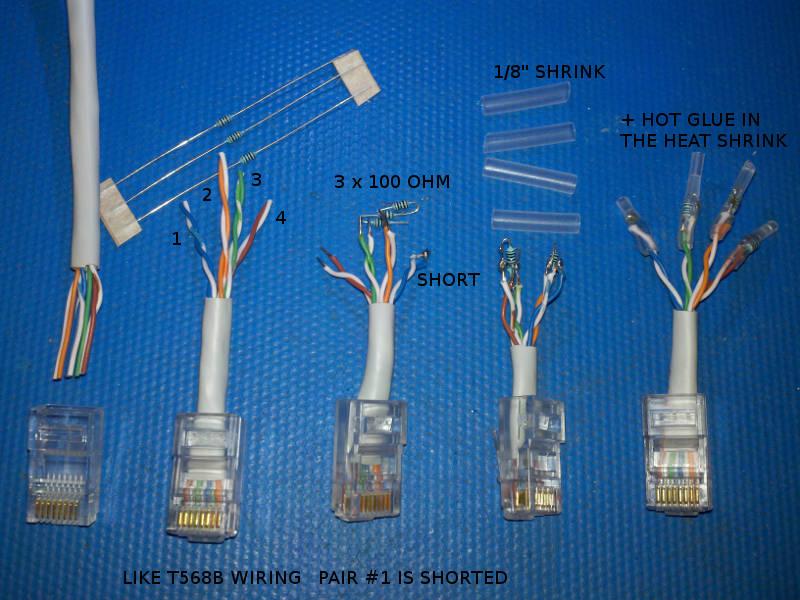 1/8" SHRINK
+ HOT GLUE IN
THE HEAT SHRINK
3 x 100 OHM
1
2
3
4
SHORT
LIKE T568B WIRING PAIR #1 IS SHORTED